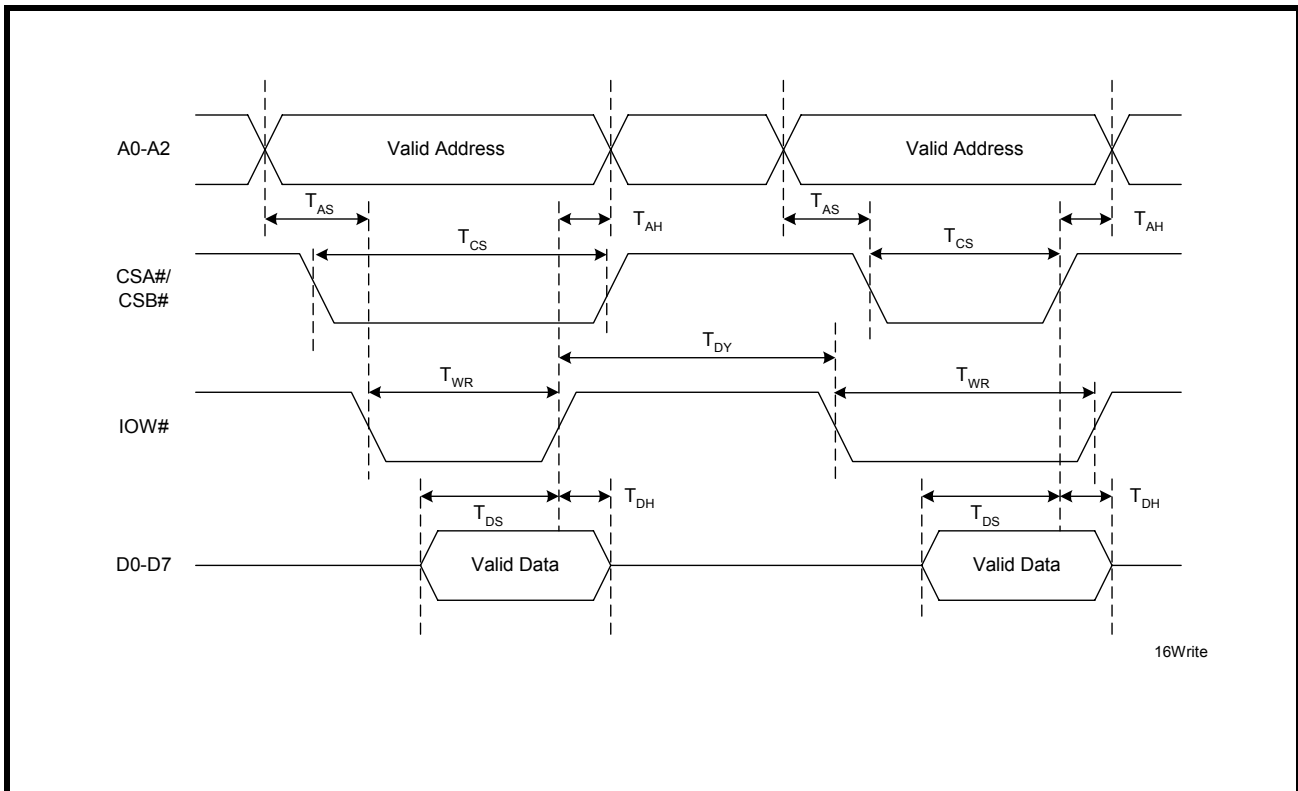 A0-A2
Valid Address
Valid Address
TAS
TAH
TAS
TAH
TCS
TCS
CSA#/
CSB#
TDY
TWR
TWR
IOW#
TDS
TDH
TDS
TDH
D0-D7
Valid Data
Valid Data
16Write